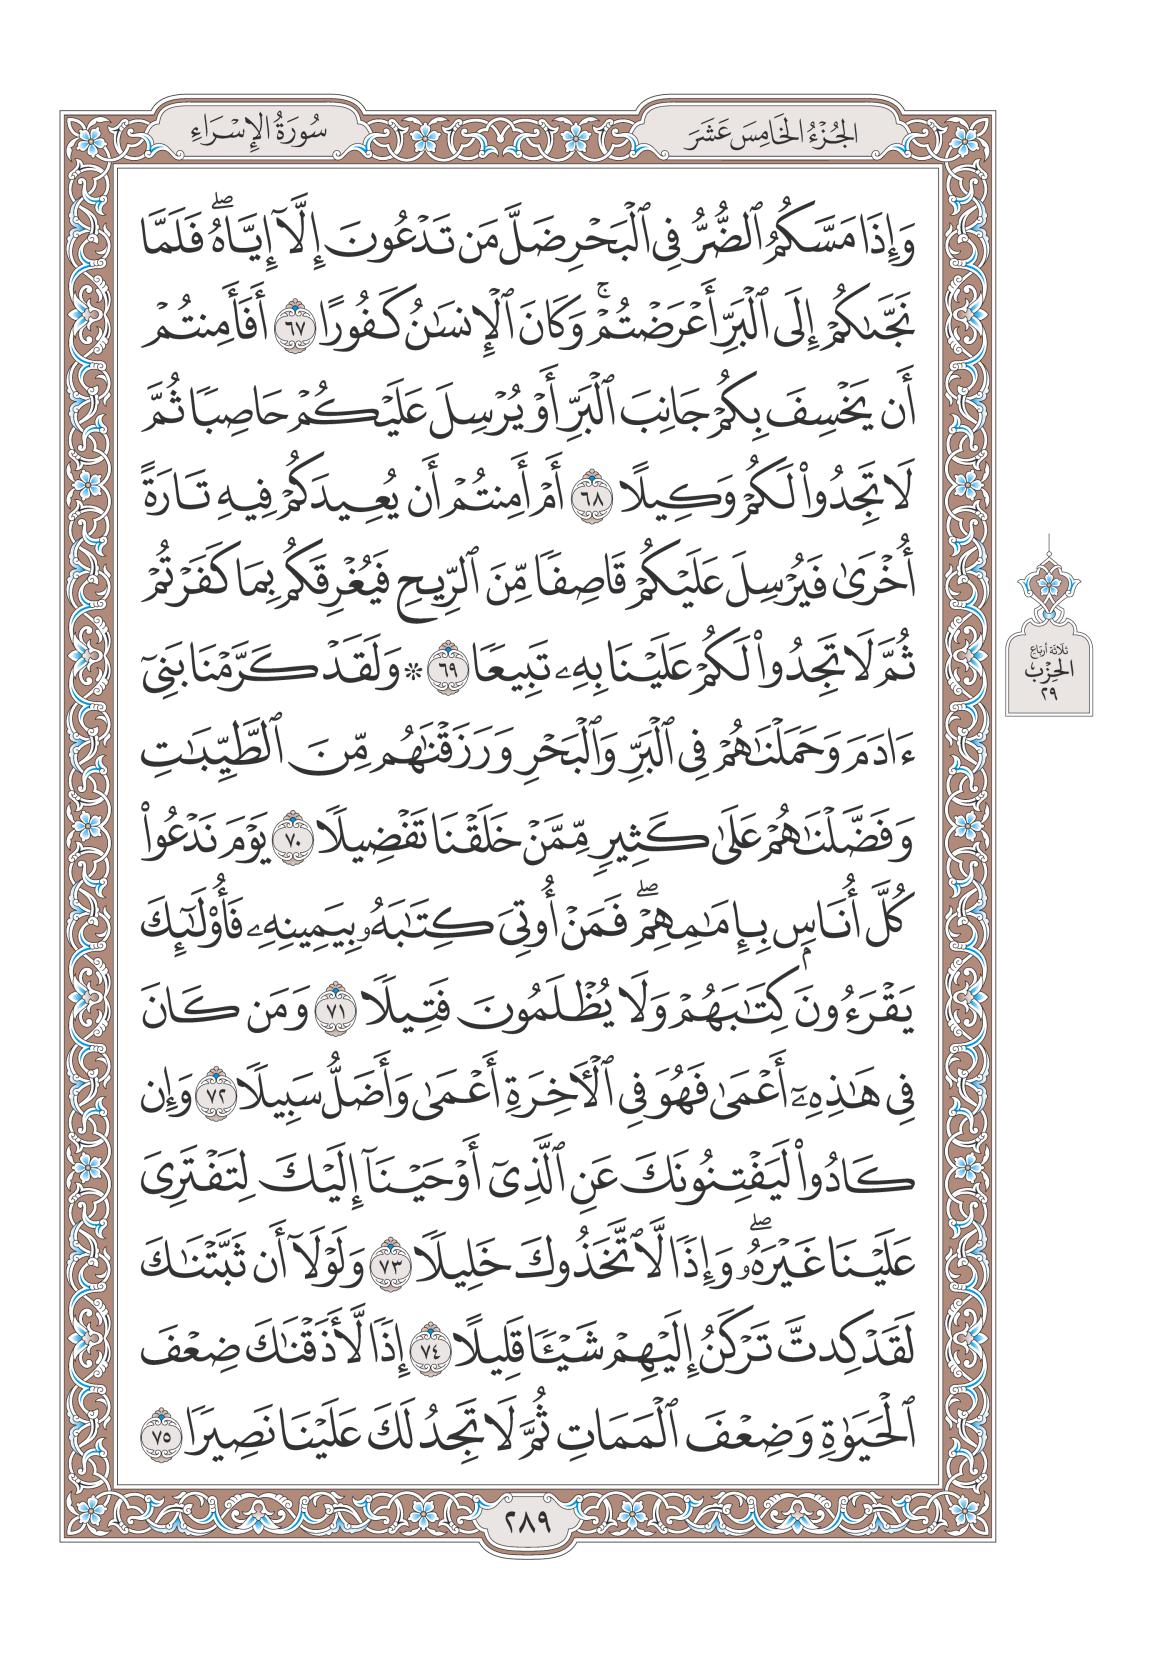 الجُزْءُ الخَامِسَ عَشَرَ
سُورَةُ الإِسْرَاءِ
وَإِذَا مَسَّكُمُ ٱلضُّرُّ فِي ٱلْبَحْرِ ضَلَّ مَن تَدْعُونَ إِلَّآ إِيَّاهُۖ فَلَمَّا
نَجَّىٰكُمْ إِلَى ٱلْبَرِّ أَعْرَضْتُمْۚ وَكَانَ ٱلْإِنسَٰنُ كَفُورًا ٦٧ أَفَأَمِنتُمْ
أَن يَخْسِفَ بِكُمْ جَانِبَ ٱلْبَرِّ أَوْ يُرْسِلَ عَلَيْكُمْ حَاصِبٗا ثُمَّ
لَا تَجِدُوا۟ لَكُمْ وَكِيلًا ٦٨ أَمْ أَمِنتُمْ أَن يُعِيدَكُمْ فِيهِ تَارَةً
أُخْرَىٰ فَيُرْسِلَ عَلَيْكُمْ قَاصِفٗا مِّنَ ٱلرِّيحِ فَيُغْرِقَكُم بِمَا كَفَرْتُمْ
ثُمَّ لَا تَجِدُوا۟ لَكُمْ عَلَيْنَا بِهِۦ تَبِيعٗا ٦٩ * وَلَقَدْ كَرَّمْنَا بَنِيٓ
ءَادَمَ وَحَمَلْنَٰهُمْ فِي ٱلْبَرِّ وَٱلْبَحْرِ وَرَزَقْنَٰهُم مِّنَ ٱلطَّيِّبَٰتِ
وَفَضَّلْنَٰهُمْ عَلَىٰ كَثِيرٖ مِّمَّنْ خَلَقْنَا تَفْضِيلٗا ٧٠ يَوْمَ نَدْعُوا۟
كُلَّ أُنَاسِۭ بِإِمَٰمِهِمْۖ فَمَنْ أُوتِيَ كِتَٰبَهُۥ بِيَمِينِهِۦ فَأُو۟لَٰٓئِكَ
يَقْرَءُونَ كِتَٰبَهُمْ وَلَا يُظْلَمُونَ فَتِيلٗا ٧١ وَمَن كَانَ
فِي هَٰذِهِۦٓ أَعْمَىٰ فَهُوَ فِي ٱلْأٓخِرَةِ أَعْمَىٰ وَأَضَلُّ سَبِيلٗا ٧٢ وَإِن
كَادُوا۟ لَيَفْتِنُونَكَ عَنِ ٱلَّذِيٓ أَوْحَيْنَآ إِلَيْكَ لِتَفْتَرِيَ
عَلَيْنَا غَيْرَهُۥۖ وَإِذٗا لَّٱتَّخَذُوكَ خَلِيلٗا ٧٣ وَلَوْلَآ أَن ثَبَّتْنَٰكَ
لَقَدْ كِدتَّ تَرْكَنُ إِلَيْهِمْ شَيْـٔٗا قَلِيلًا ٧٤ إِذٗا لَّأَذَقْنَٰكَ ضِعْفَ
ٱلْحَيَوٰةِ وَضِعْفَ ٱلْمَمَاتِ ثُمَّ لَا تَجِدُ لَكَ عَلَيْنَا نَصِيرٗا ٧٥
ثلاثة أرباع
الحِزْب
٢٩
٢٨٩